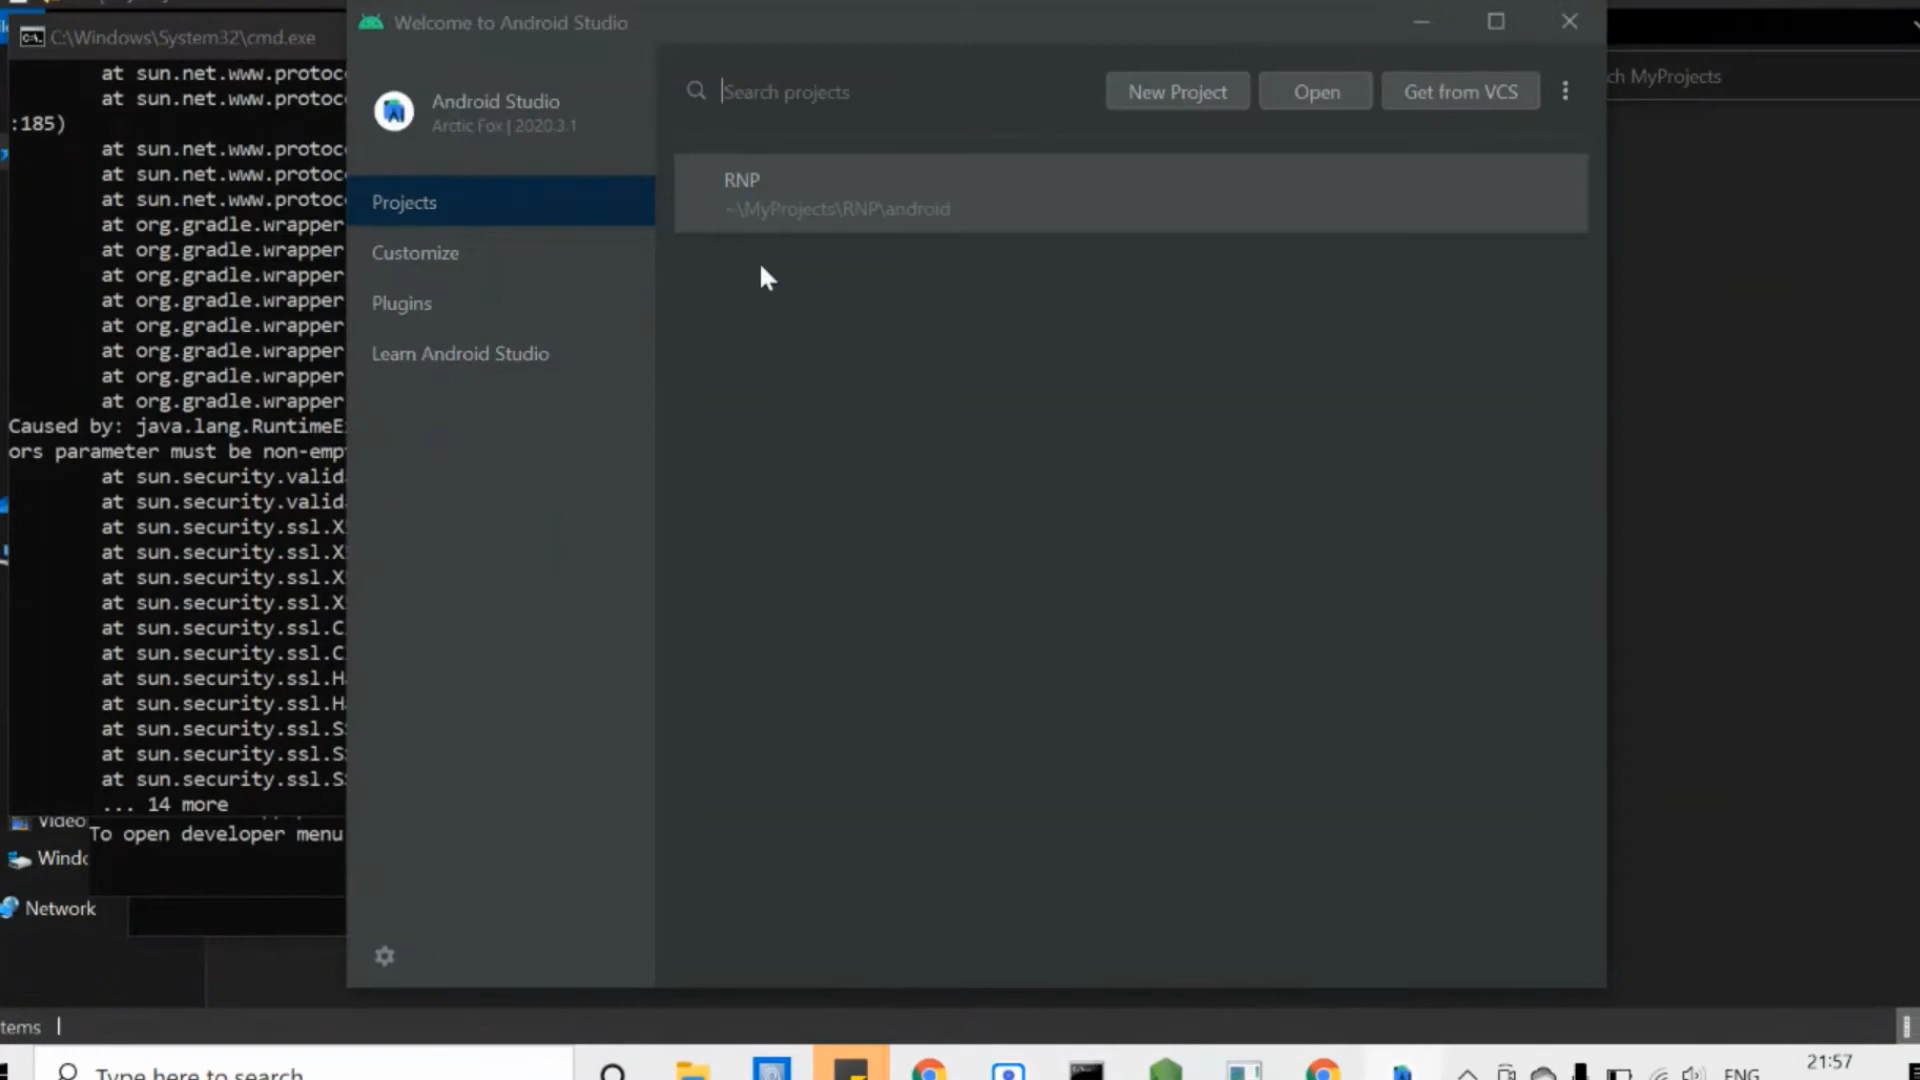 C:\Windows\System32\cmd.exe
at sun.net.www.protoc
at sun.net.www.protoc
:185)
at sun.net.www.protoc
at sun.net.www.protoc
at sun.net.www.protoc
at org.gradle.wrapper
at org.gradle.wrapper
at org.gradle.wrapper
at org.gradle.wrapper
at org.gradle.wrapper
at org.gradle.wrapper
at org.gradle.wrapper
at org.gradle.wrapper
Caused by: java.lang.RuntimeE
ors parameter must be non-emp
at sun.security.valid
at sun.security.valid
at sun.security.ssl.X
at sun.security.ssl.X
at sun.security.ssl.X
at sun.security.ssl.X
at sun.security.ssl.C
at sun.security.ssl.C
at sun.security.ssl.H
at sun.security.ssl.H
at sun.security.ssl.S
at sun.security.ssl.S
at sun.security.ssl.S
... 14 more
Video
To open developer menu
Windo
Network
tems
Welcome to Android Studio
Android Studio
Arctic Fox | 2020.3.1
Projects
Customize
Plugins
Learn Android Studio
Search projects
New Project
Open
Get from VCS
RNP
~\MyProjects\RNP\android
ch MyProjects
Type here to search
ENG
21:57